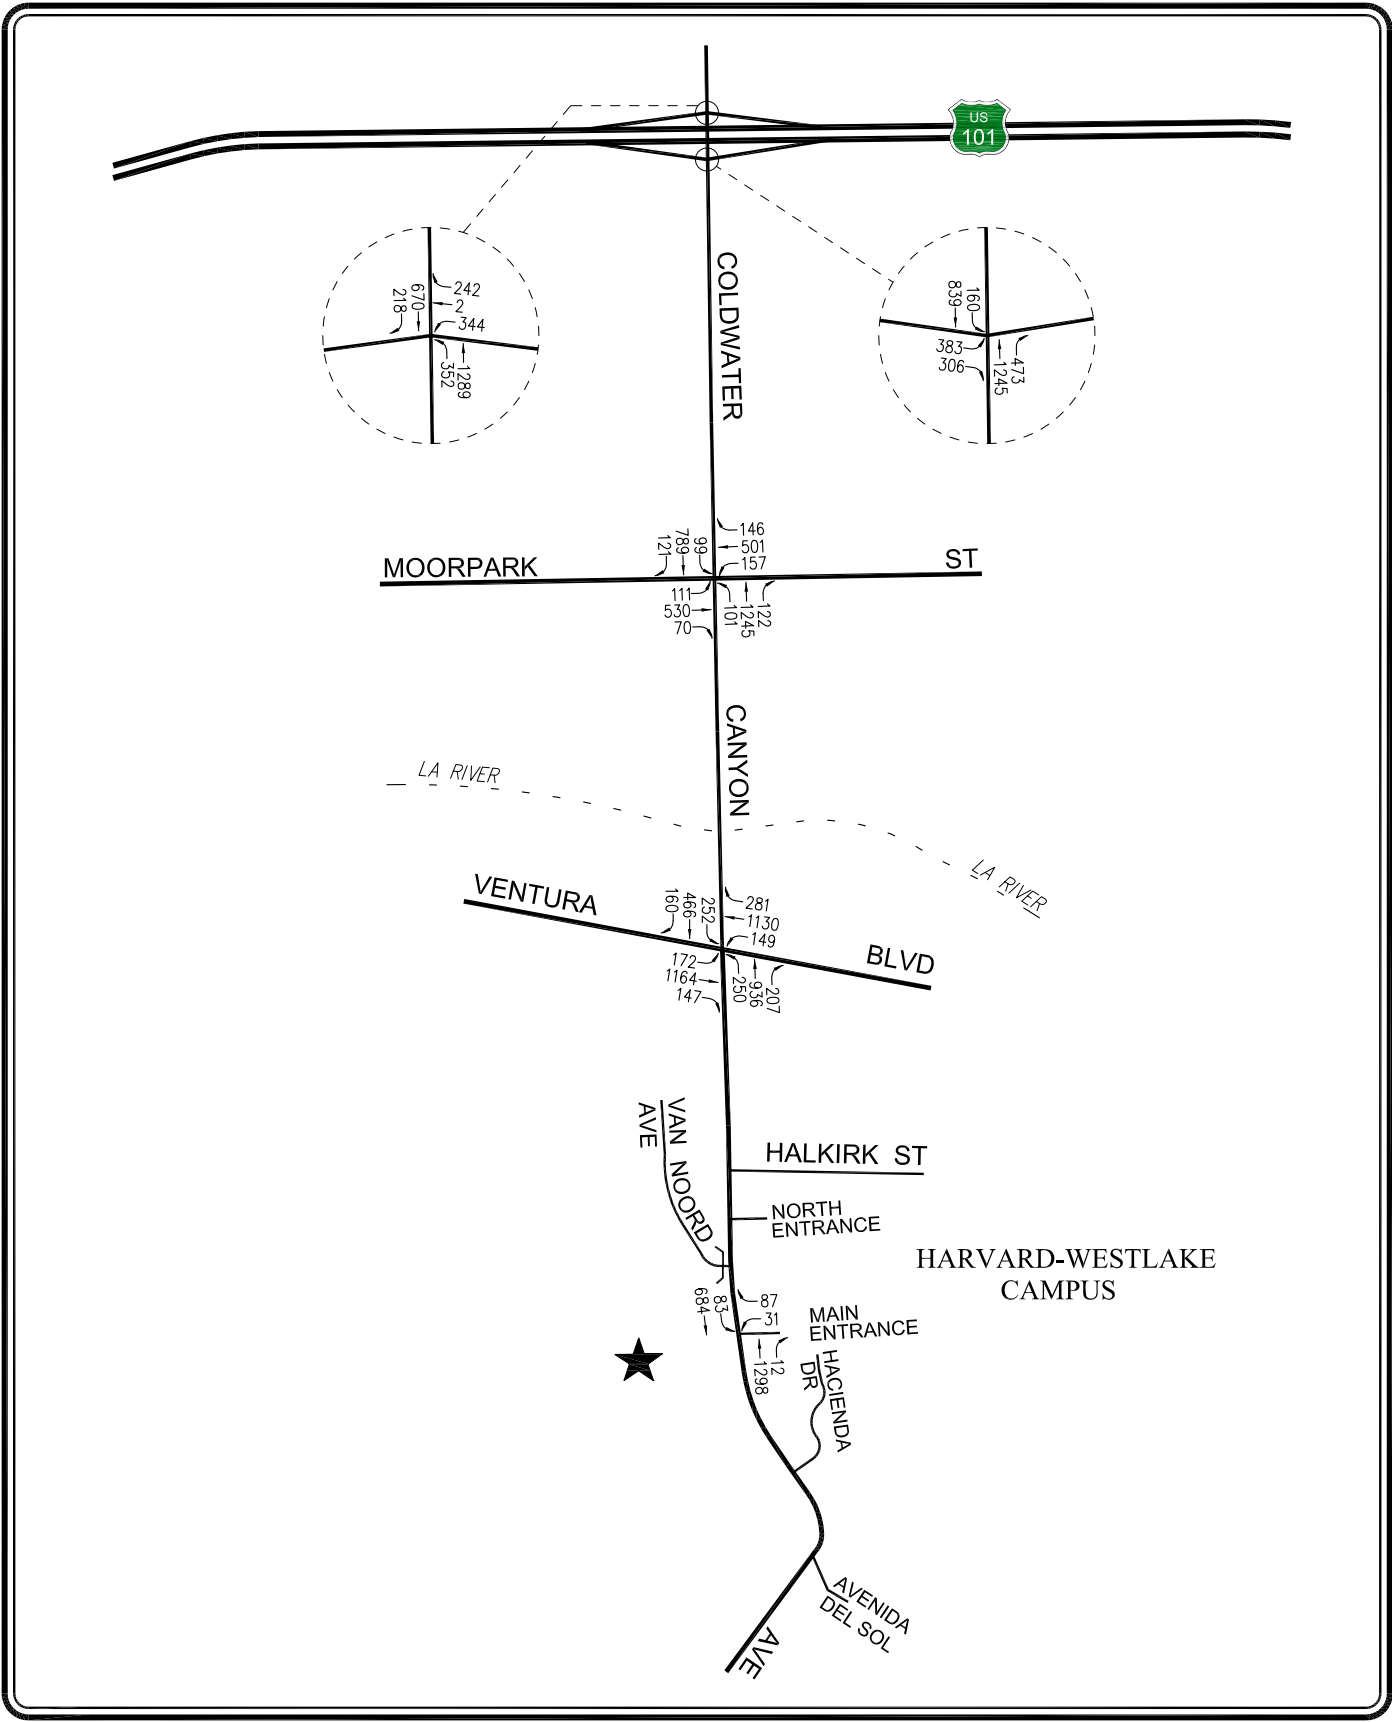 US
101
COLDWATER
242
2
344
670
218
1289
352
160
839
383
306
473
1245
MOORPARK
ST
146
501
157
99
789
121
111
530
70
122
1245
101
CANYON
LA RIVER
LA RIVER
VENTURA
BLVD
281
1130
149
252
466
160
172
1164
147
207
936
250
VAN NOORD
AVE
HALKIRK ST
NORTH
ENTRANCE
HARVARD-WESTLAKE
CAMPUS
87
31
83
684
12
1298
MAIN
ENTRANCE
HACIENDA
DR
AVENIDA
DEL SOL
AVE